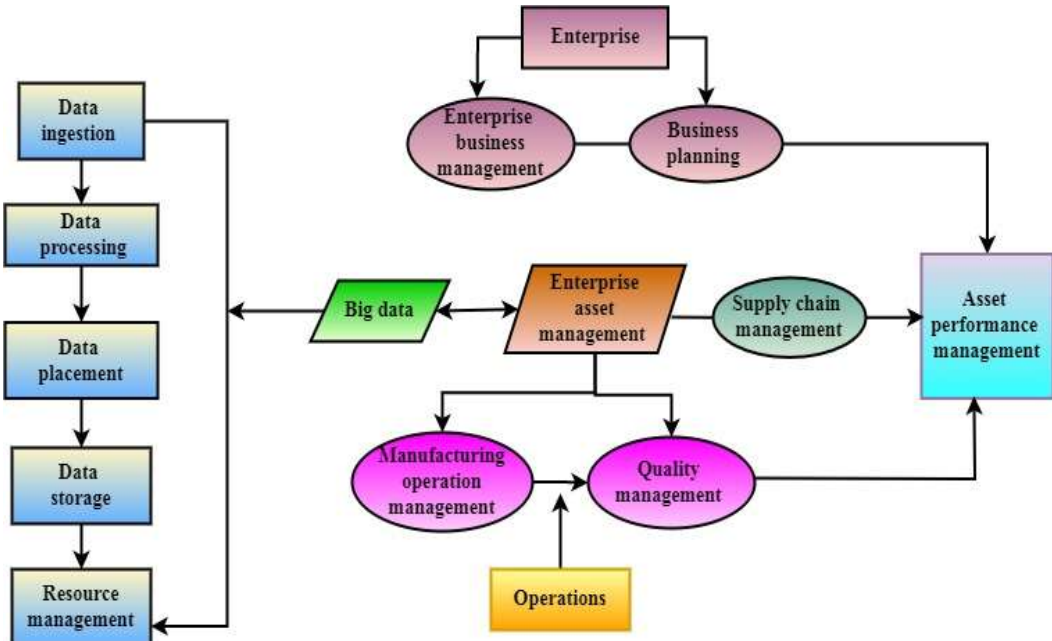 Enterprise
Data
ingestion
Enterprise
business
management
Business
planning
Data
processing
Big data
Enterprise
asset
management
Supply chain
management
Asset
performance
management
Data
placement
Manufacturing
operation
management
Quality
management
Data
storage
Resource
management
Operations